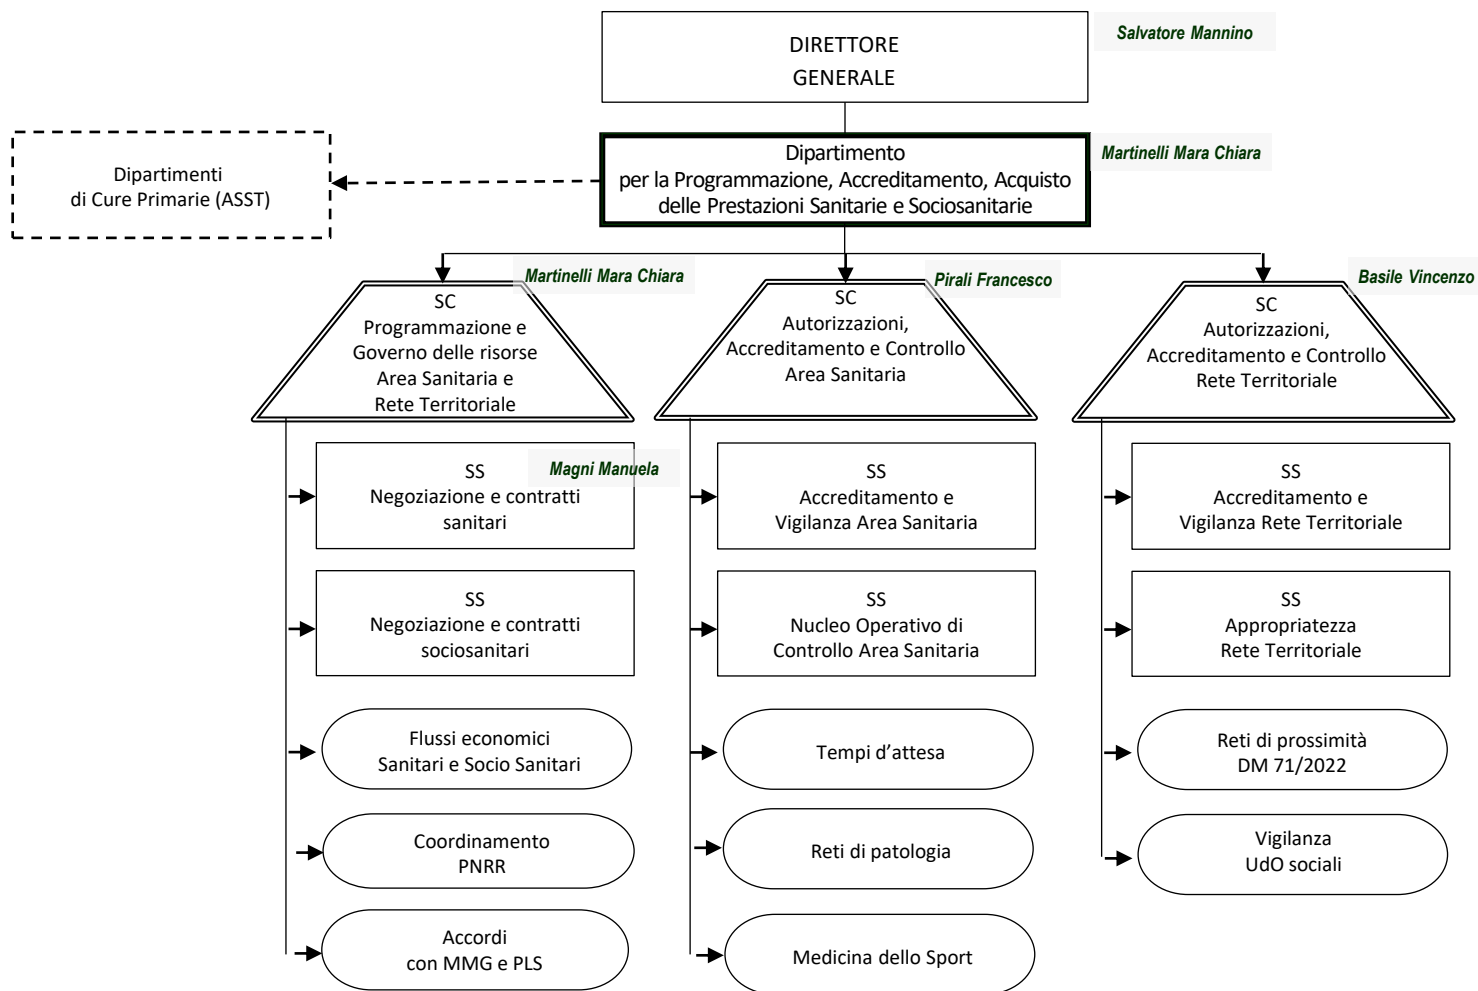 DIRETTORE
GENERALE
Salvatore Mannino
Dipartimenti
di Cure Primarie (ASST)
Dipartimento
per la Programmazione, Accreditamento, Acquisto
delle Prestazioni Sanitarie e Sociosanitarie
Martinelli Mara Chiara
Martinelli Mara Chiara
SC
Programmazione e
Governo delle risorse
Area Sanitaria e
Rete Territoriale
Magni Manuela
SS
Negoziazione e contratti
sanitari
SS
Negoziazione e contratti
sociosanitari
Flussi economici
Sanitari e Socio Sanitari
Coordinamento
PNRR
Accordi
con MMG e PLS
Pirali Francesco
SC
Autorizzazioni,
Accreditamento e Controllo
Area Sanitaria
SS
Accreditamento e
Vigilanza Area Sanitaria
SS
Nucleo Operativo di
Controllo Area Sanitaria
Tempi d’attesa
Reti di patologia
Medicina dello Sport
Basile Vincenzo
SC
Autorizzazioni,
Accreditamento e Controllo
Rete Territoriale
SS
Accreditamento e
Vigilanza Rete Territoriale
SS
Appropriatezza
Rete Territoriale
Reti di prossimità
DM 71/2022
Vigilanza
UdO sociali